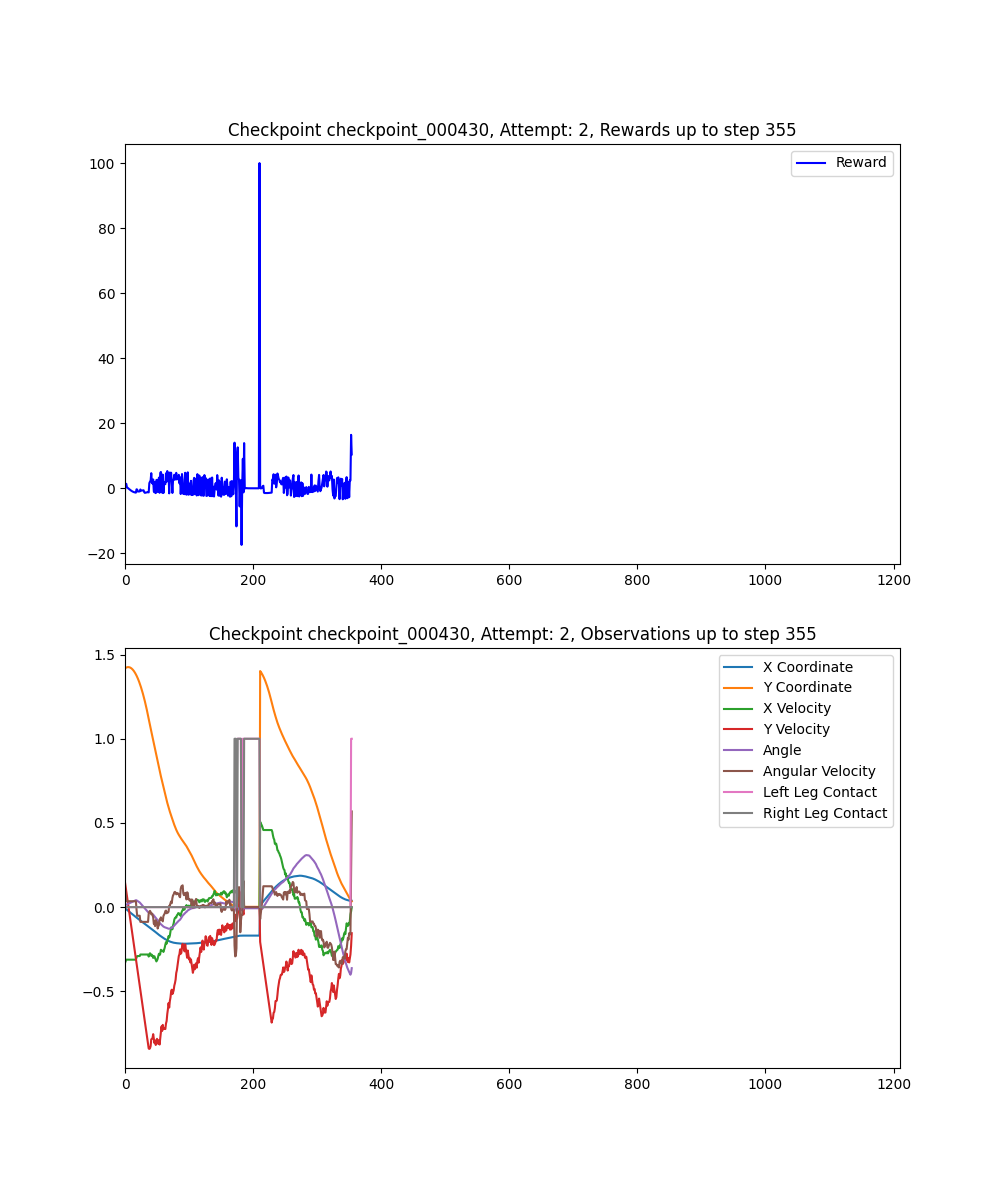 Checkpoint checkpoint_000430, Attempt: 2, Rewards up to step 355
Reward
100
80
60
40
20
0
−20
0 200 400 600 800 1000 1200
Checkpoint checkpoint_000430, Attempt: 2, Observations up to step 355
X Coordinate
Y Coordinate
X Velocity
Y Velocity
Angle
Angular Velocity
Left Leg Contact
Right Leg Contact
1.5
1.0
0.5
0.0
−0.5
0 200 400 600 800 1000 1200